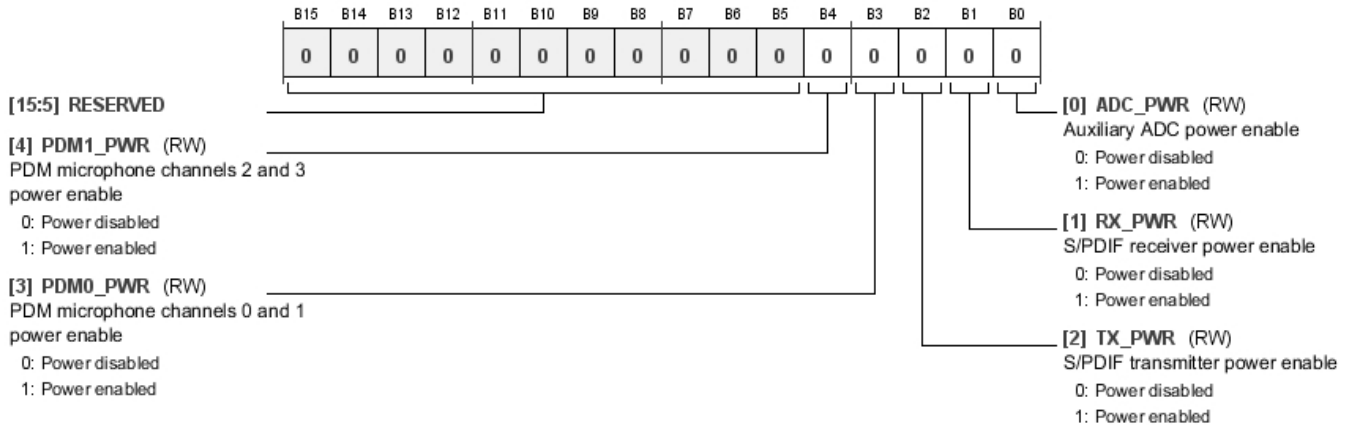 B15 B14 B13 B12 B11 B10 B9 B8 B7 B6 B5 B4 B3 B2 B1 B0
0 0 0 0 0 0 0 0 0 0 0 0 0 0 0 0
[15:5] RESERVED
[4] PDM1_PWR (RW)
PDM microphone channels 2 and 3
power enable
0: Power disabled
1: Power enabled
[3] PDM0_PWR (RW)
PDM microphone channels 0 and 1
power enable
0: Power disabled
1: Power enabled
[0] ADC_PWR (RW)
Auxiliary ADC power enable
0: Power disabled
1: Power enabled
[1] RX_PWR (RW)
S/PDIF receiver power enable
0: Power disabled
1: Power enabled
[2] TX_PWR (RW)
S/PDIF transmitter power enable
0: Power disabled
1: Power enabled